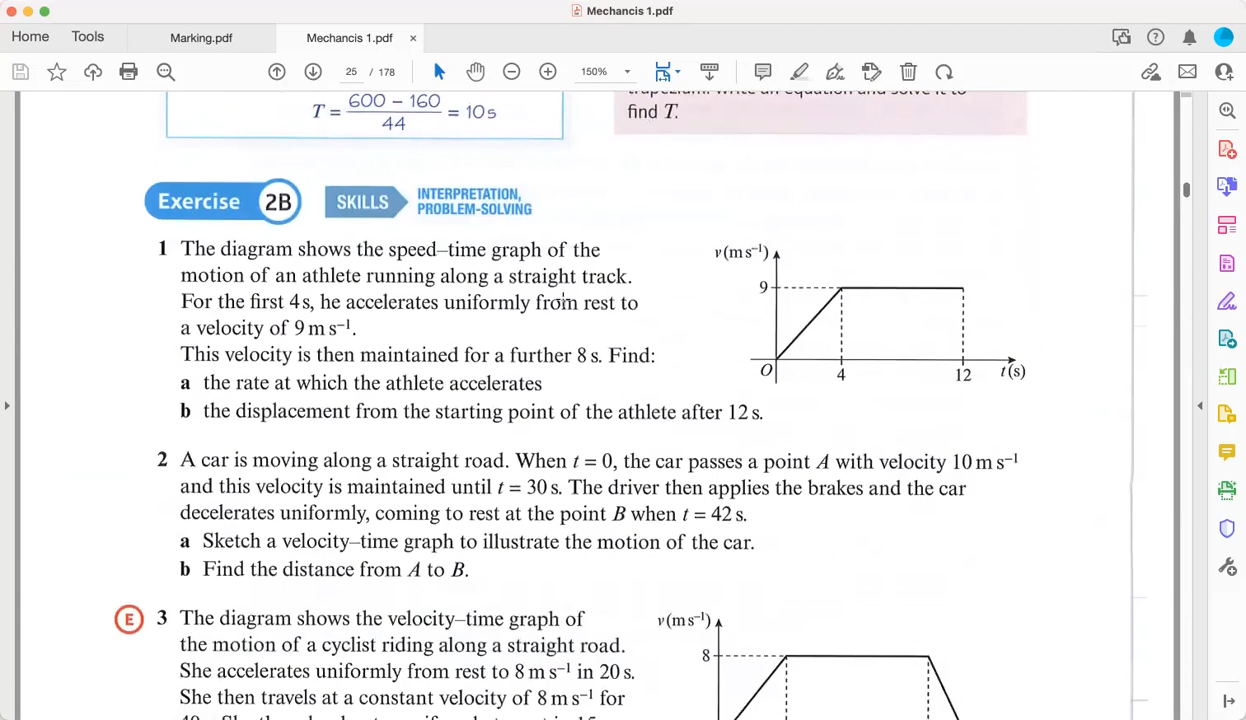 Mechancis 1.pdf
Home Tools Marking.pdf Mechancis 1.pdf ×
25 / 178 150%
T = 600 − 160 / 44 = 10 s
find T.
Exercise 2B SKILLS INTERPRETATION, PROBLEM-SOLVING
1 The diagram shows the speed–time graph of the
motion of an athlete running along a straight track.
For the first 4 s, he accelerates uniformly from rest to
a velocity of 9 m s⁻¹.
This velocity is then maintained for a further 8 s. Find:
a the rate at which the athlete accelerates
b the displacement from the starting point of the athlete after 12 s.
v(m s⁻¹)
9
O 4 12 t(s)
2 A car is moving along a straight road. When t = 0, the car passes a point A with velocity 10 m s⁻¹
and this velocity is maintained until t = 30 s. The driver then applies the brakes and the car
decelerates uniformly, coming to rest at the point B when t = 42 s.
a Sketch a velocity–time graph to illustrate the motion of the car.
b Find the distance from A to B.
E 3 The diagram shows the velocity–time graph of
the motion of a cyclist riding along a straight road.
She accelerates uniformly from rest to 8 m s⁻¹ in 20 s.
She then travels at a constant velocity of 8 m s⁻¹ for
v(m s⁻¹)
8